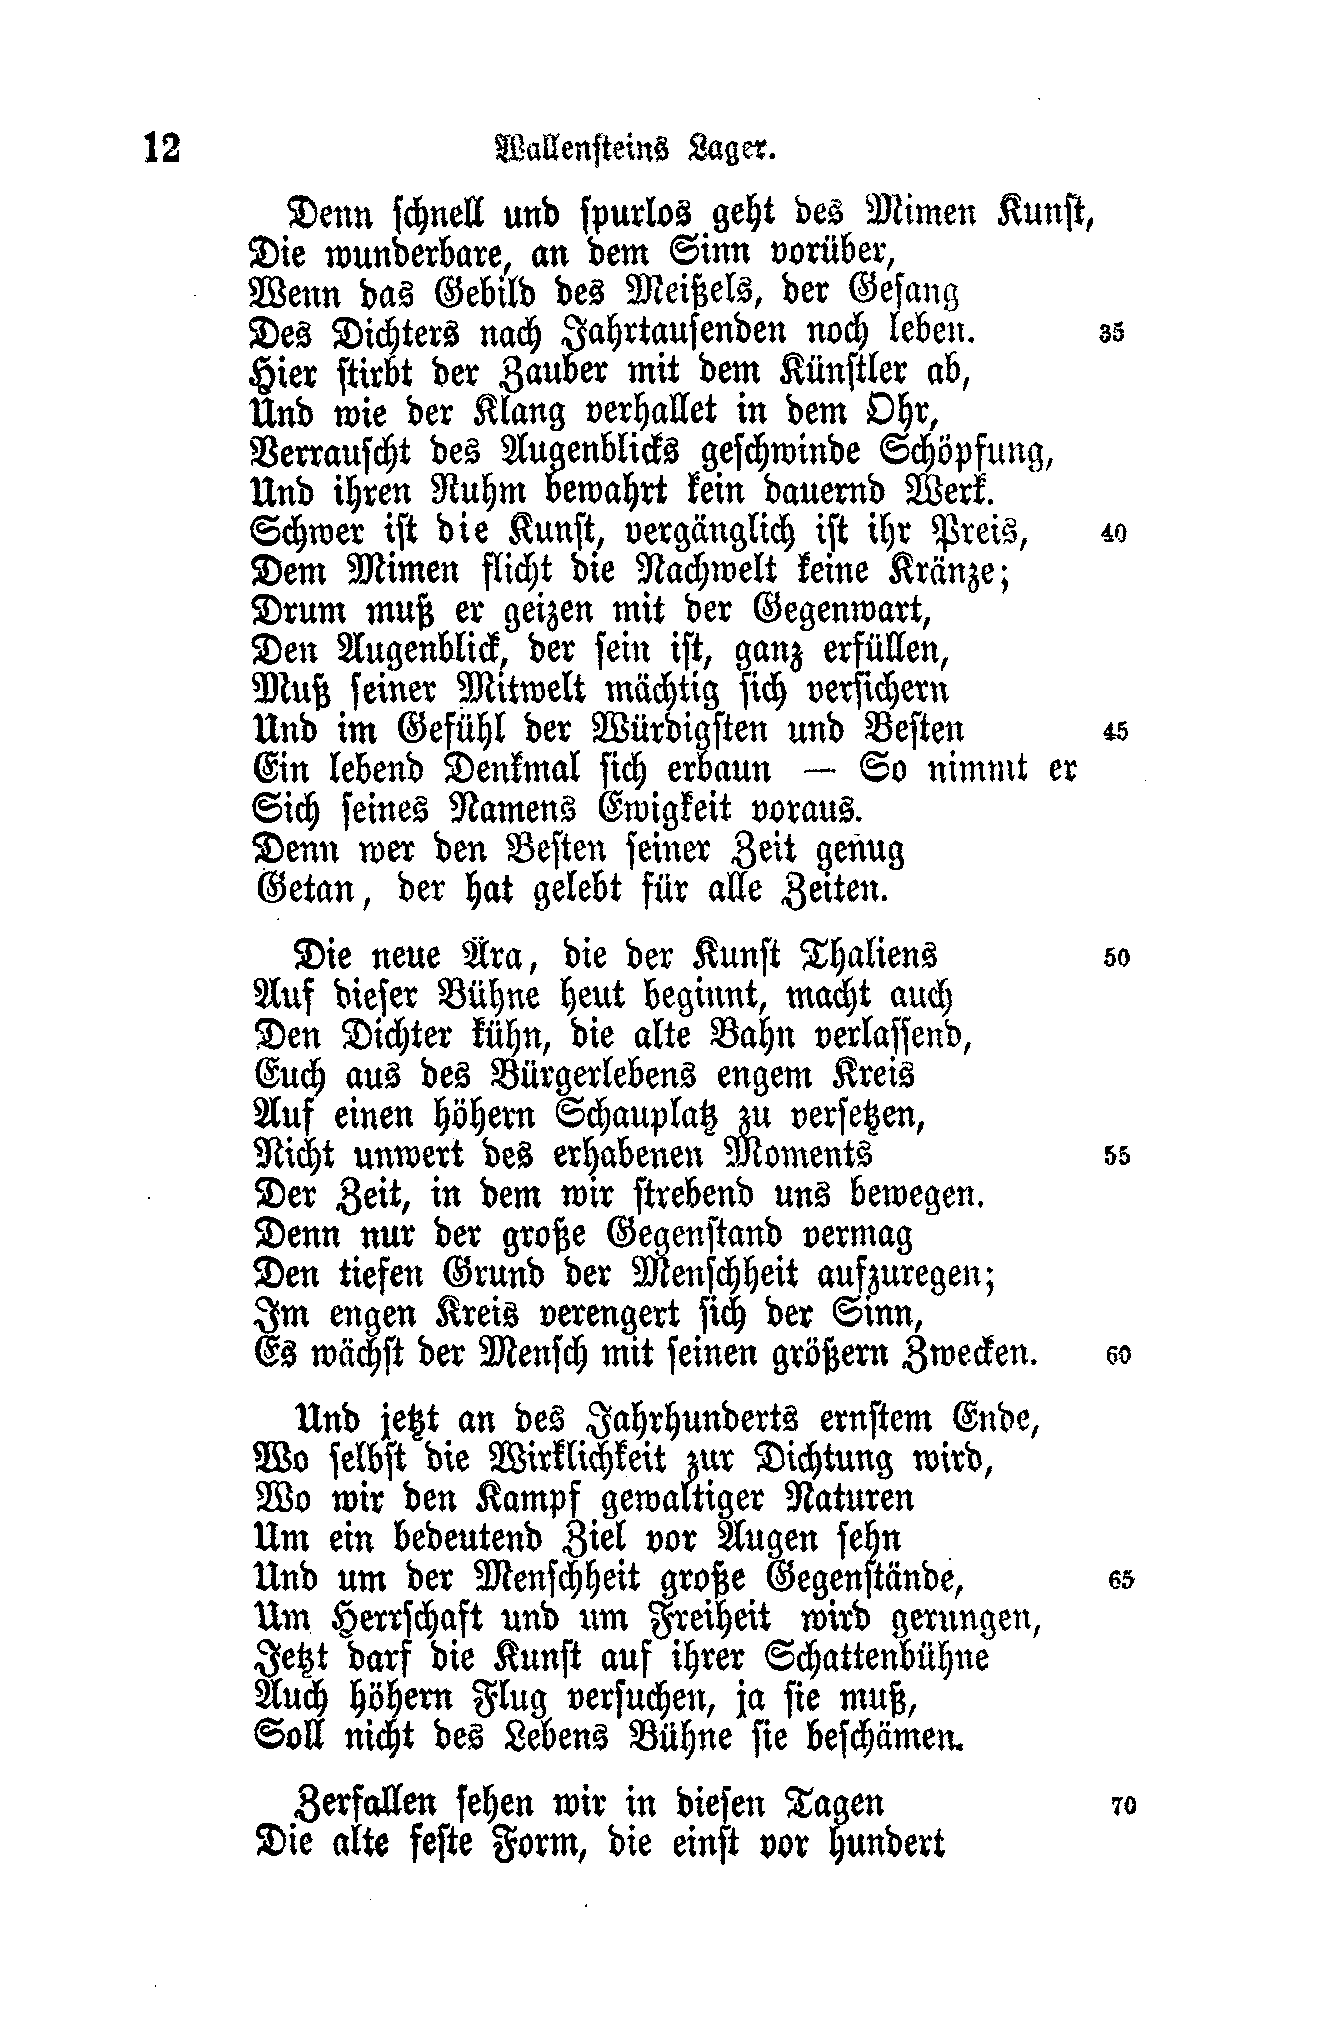 12 Wallensteins Lager.
Denn schnell und spurlos geht des Mimen Kunst,
Die wunderbare, an dem Sinn vorüber,
Wenn das Gebild des Meißels, der Gesang
Des Dichters nach Jahrtausenden noch leben. 35
Hier stirbt der Zauber mit dem Künstler ab,
Und wie der Klang verhallet in dem Ohr,
Verrauscht des Augenblicks geschwinde Schöpfung,
Und ihren Ruhm bewahrt kein dauernd Werk.
Schwer ist die Kunst, vergänglich ist ihr Preis, 40
Dem Mimen flicht die Nachwelt keine Kränze;
Drum muß er geizen mit der Gegenwart,
Den Augenblick, der sein ist, ganz erfüllen,
Muß seiner Mitwelt mächtig sich versichern
Und im Gefühl der Würdigsten und Besten 45
Ein lebend Denkmal sich erbaun — So nimmt er
Sich seines Namens Ewigkeit voraus.
Denn wer den Besten seiner Zeit genug
Getan, der hat gelebt für alle Zeiten.
Die neue Ära, die der Kunst Thaliens 50
Auf dieser Bühne heut beginnt, macht auch
Den Dichter kühn, die alte Bahn verlassend,
Euch aus des Bürgerlebens engem Kreis
Auf einen höhern Schauplatz zu versetzen,
Nicht unwert des erhabenen Moments 55
Der Zeit, in dem wir strebend uns bewegen.
Denn nur der große Gegenstand vermag
Den tiefen Grund der Menschheit aufzuregen;
Im engen Kreis verengert sich der Sinn,
Es wächst der Mensch mit seinen größern Zwecken. 60
Und jetzt an des Jahrhunderts ernstem Ende,
Wo selbst die Wirklichkeit zur Dichtung wird,
Wo wir den Kampf gewaltiger Naturen
Um ein bedeutend Ziel vor Augen sehn
Und um der Menschheit große Gegenstände, 65
Um Herrschaft und um Freiheit wird gerungen,
Jetzt darf die Kunst auf ihrer Schattenbühne
Auch höhern Flug versuchen, ja sie muß,
Soll nicht des Lebens Bühne sie beschämen.
Zerfallen sehen wir in diesen Tagen 70
Die alte feste Form, die einst vor hundert